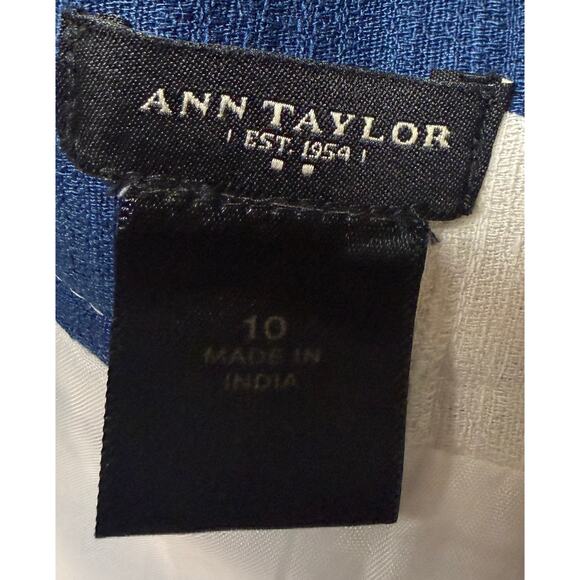 ANN TAYLOR
EST. 1954
10
MADE IN
INDIA